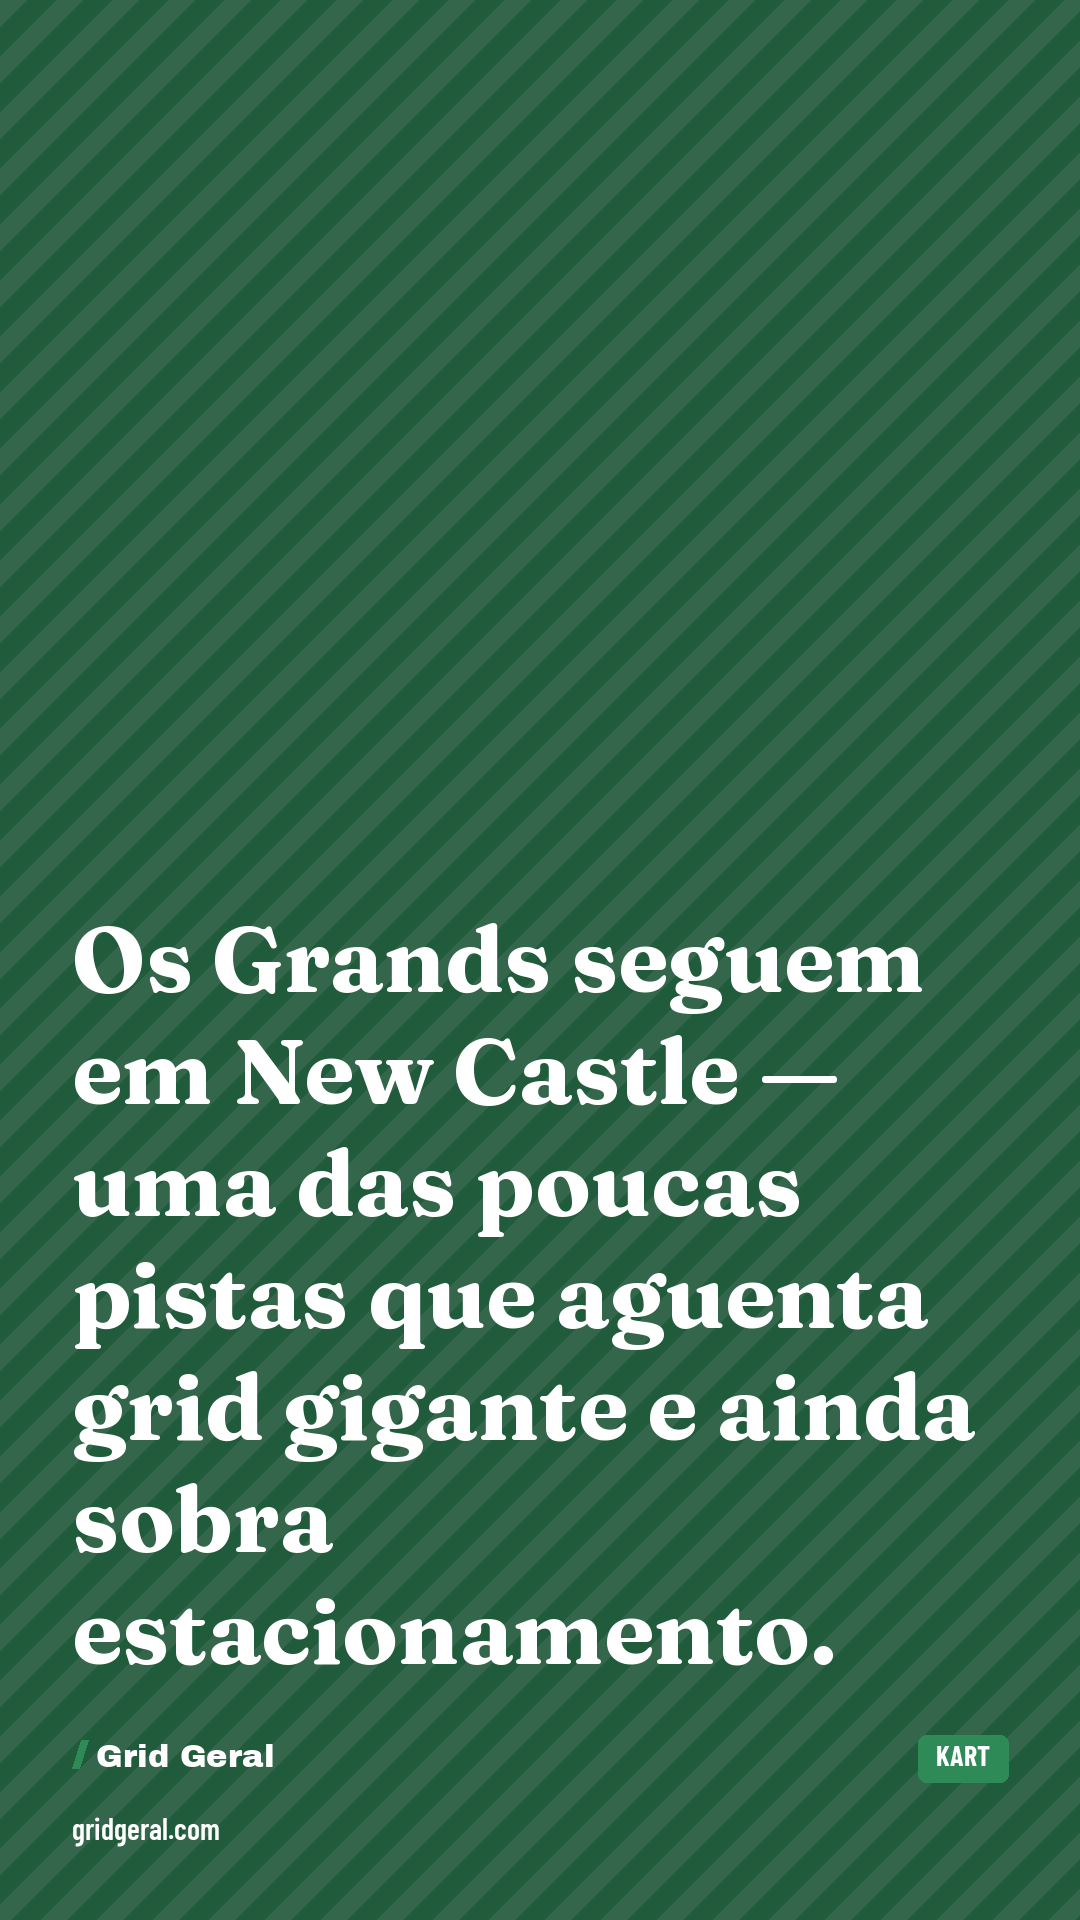 Os Grands seguem
em New Castle —
uma das poucas
pistas que aguenta
grid gigante e ainda
sobra
estacionamento.
Grid Geral
KART
gridgeral.com